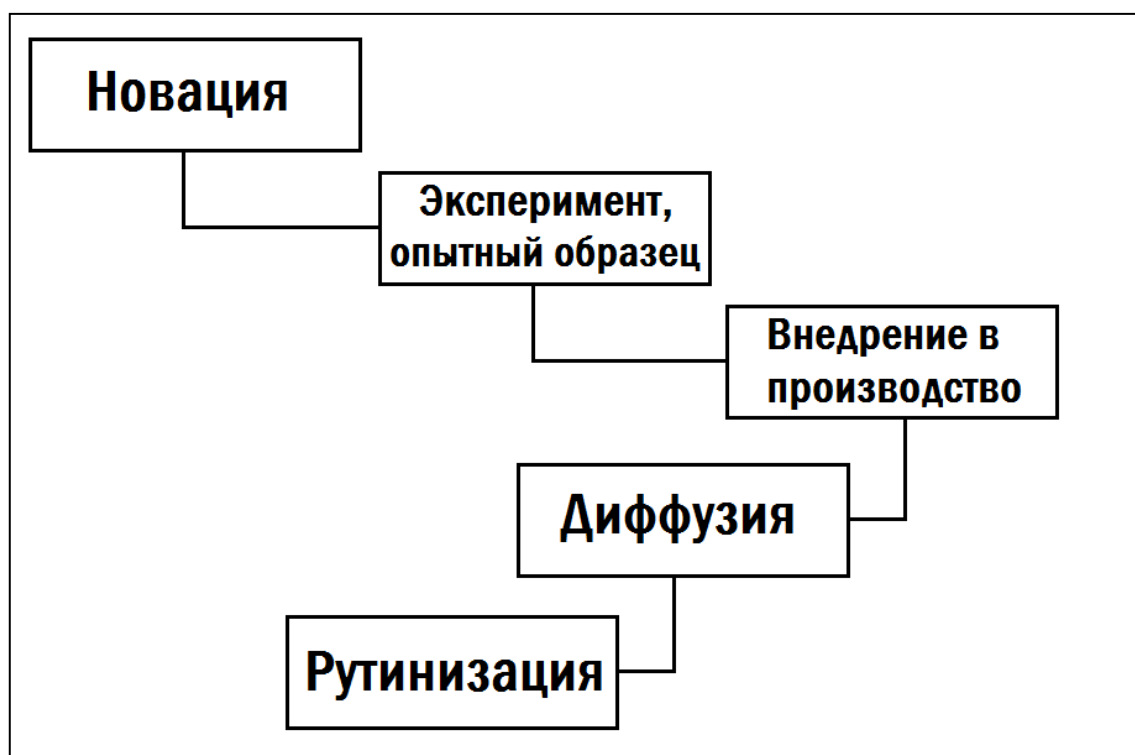 Новация
Эксперимент,
опытный образец
Внедрение в
производство
Диффузия
Рутинизация